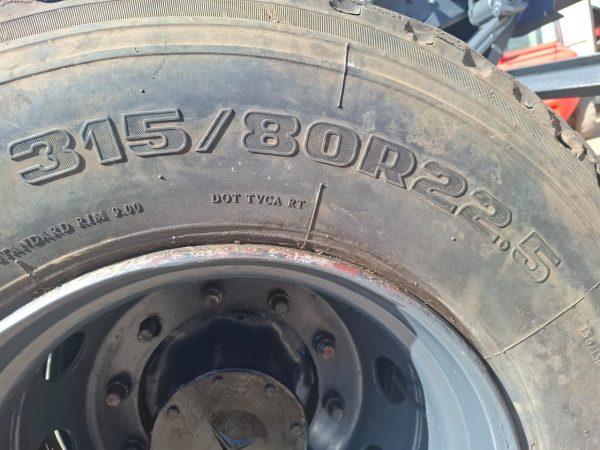 315/80R22.5
STANDARD RIM 9.00
DOT TVCA RT